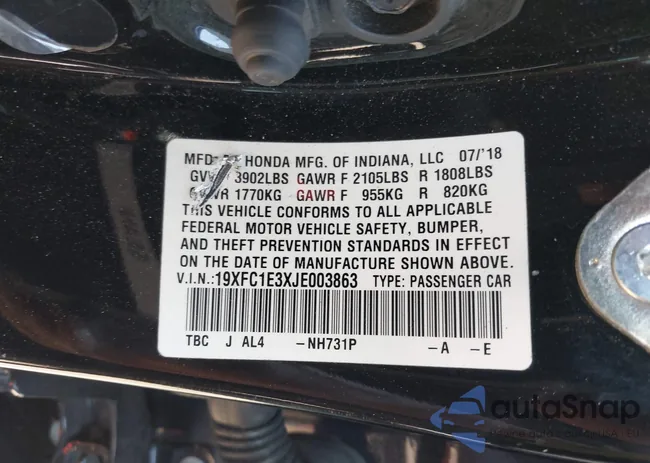 MFD BY HONDA MFG. OF INDIANA, LLC 07/'18
3902LBS GAWR F 2105LBS R 1808LBS
1770KG GAWR F 955KG R 820KG
THIS VEHICLE CONFORMS TO ALL APPLICABLE
FEDERAL MOTOR VEHICLE SAFETY, BUMPER,
AND THEFT PREVENTION STANDARDS IN EFFECT
ON THE DATE OF MANUFACTURE SHOWN ABOVE.
V.I.N.:19XFC1E3XJE003863 TYPE: PASSENGER CAR
TBC J AL4 -NH731P -A -E
autoSnap